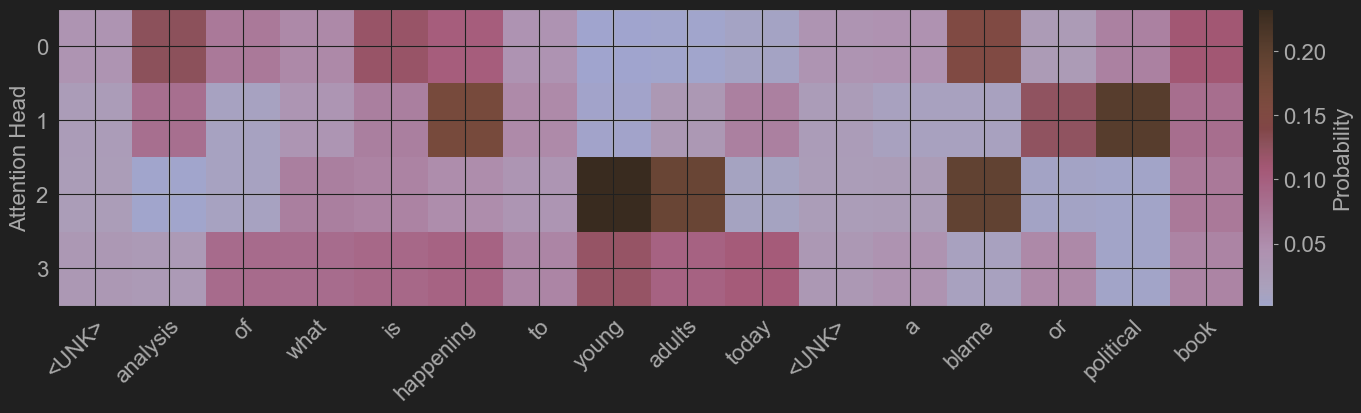 Attention Head
0
1
2
3
<UNK> analysis of what is happening to young adults today <UNK> a blame or political book
0.20
0.15
0.10
0.05
Probability